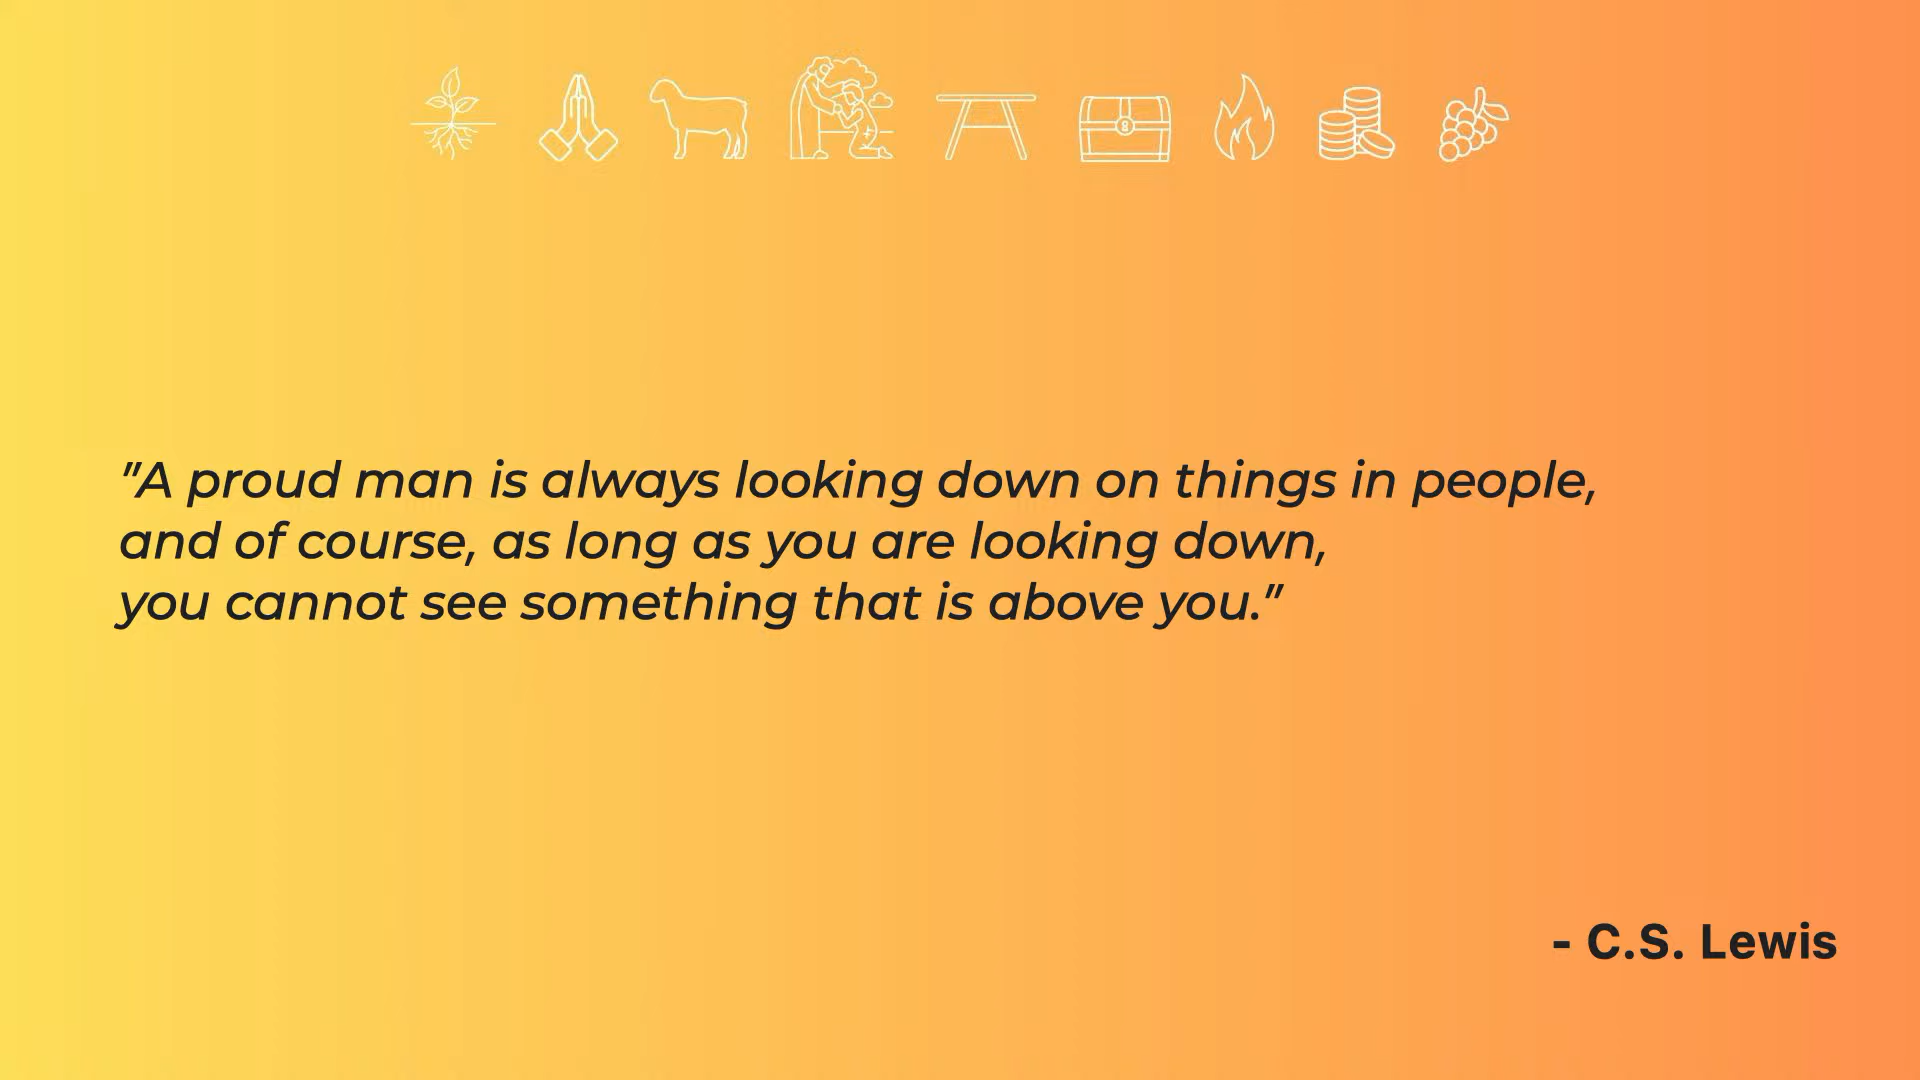 "A proud man is always looking down on things in people,
and of course, as long as you are looking down,
you cannot see something that is above you."
- C.S. Lewis